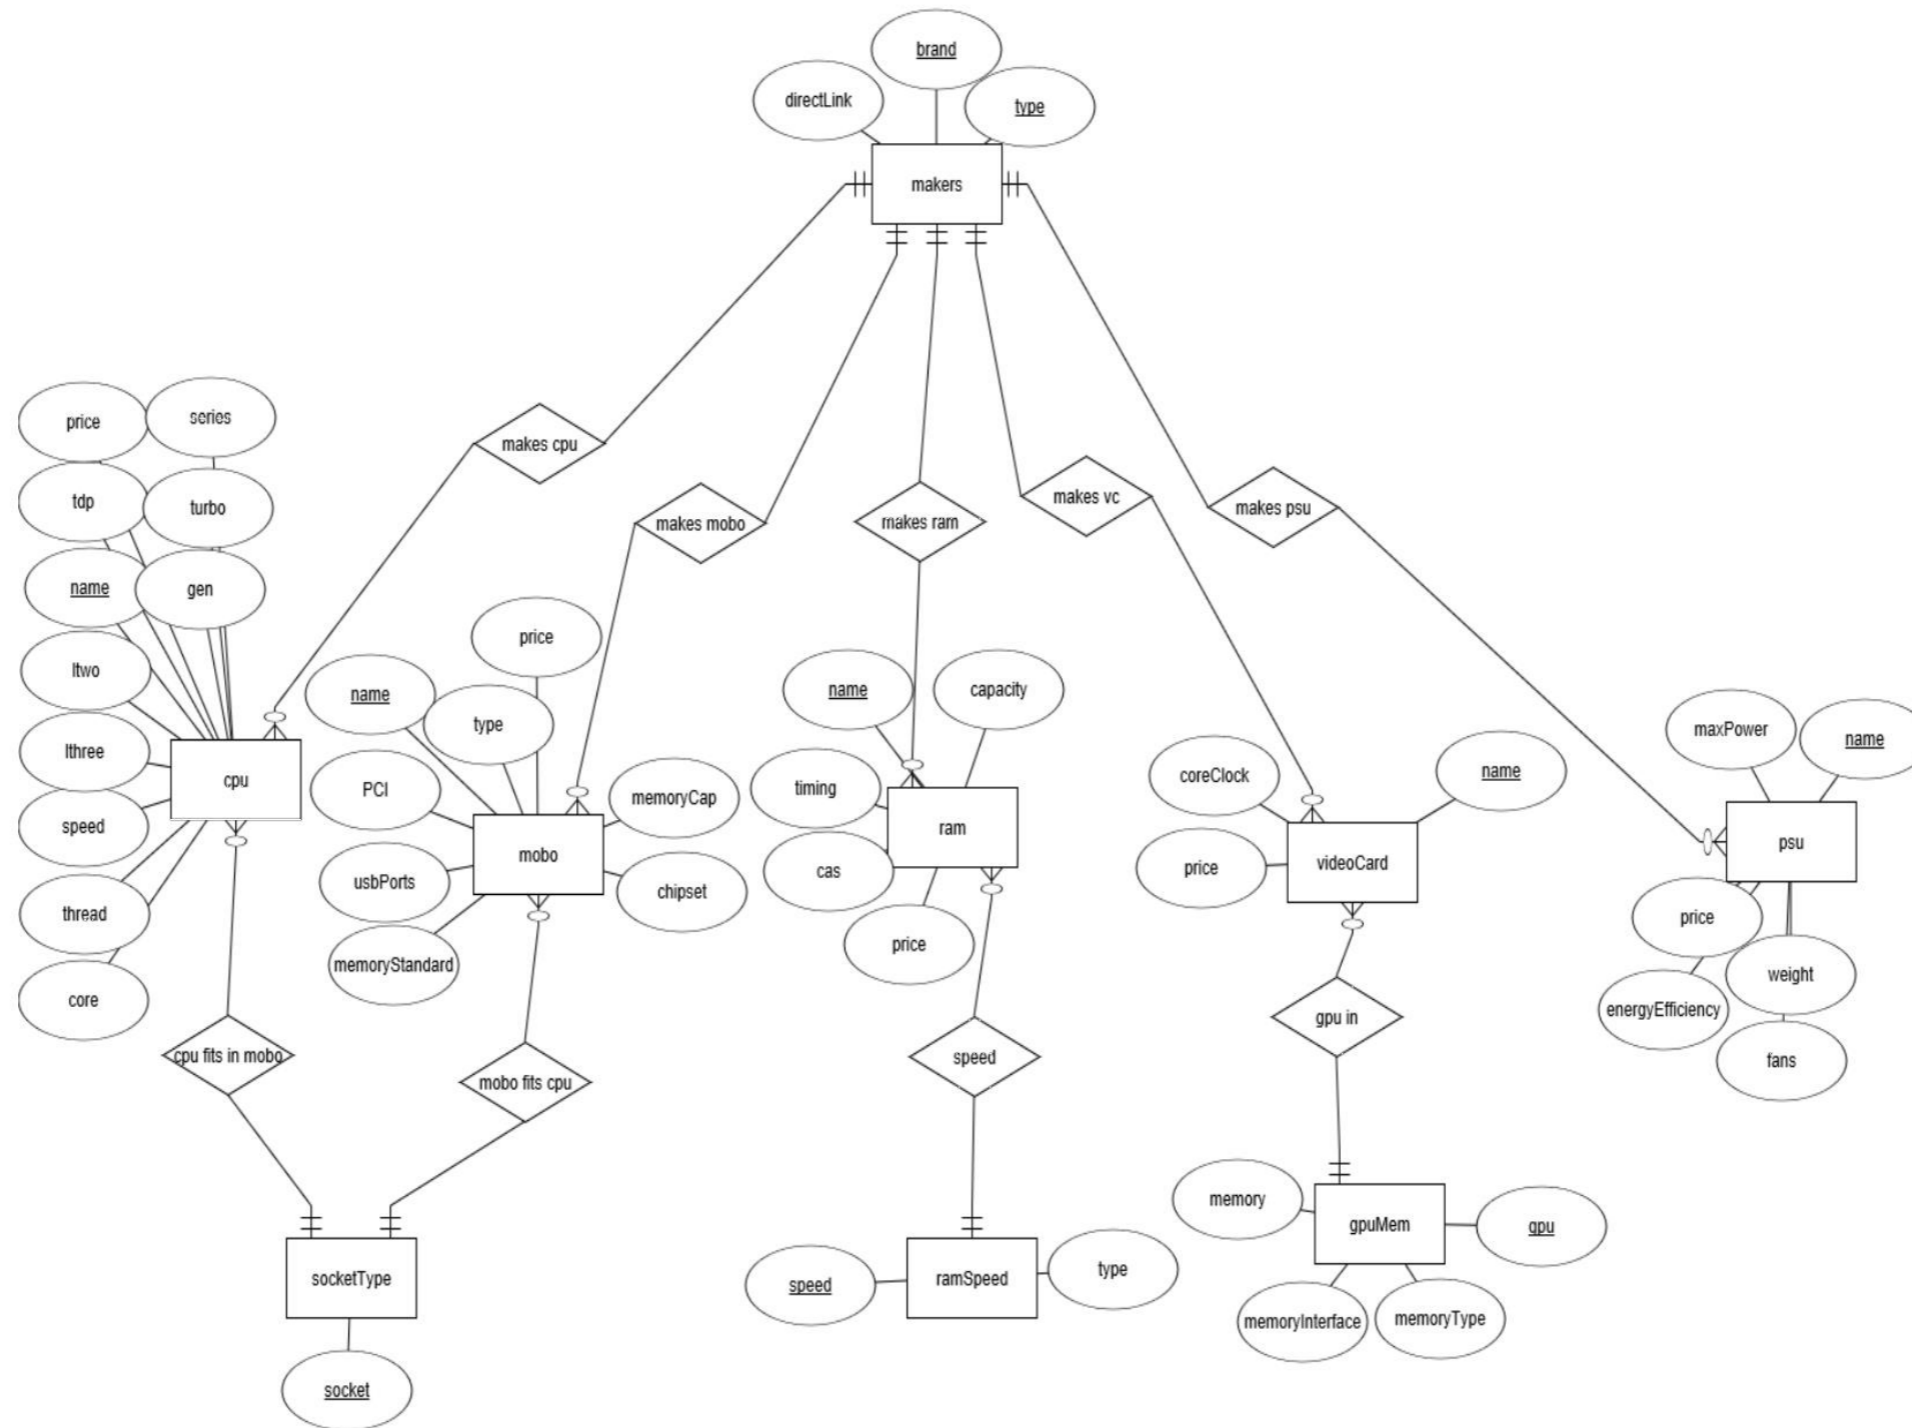 brand
directLink
type
makers
makes cpu
makes mobo
makes ram
makes vc
makes psu
price
series
tdp
turbo
name
gen
ltwo
lthree
speed
thread
core
cpu
price
name
type
PCI
memoryCap
usbPorts
chipset
memoryStandard
mobo
name
capacity
timing
cas
price
ram
coreClock
name
price
videoCard
maxPower
name
psu
price
weight
energyEfficiency
fans
cpu fits in mobo
mobo fits cpu
speed
gpu in
socketType
socket
speed
ramSpeed
type
memory
gpuMem
gpu
memoryInterface
memoryType